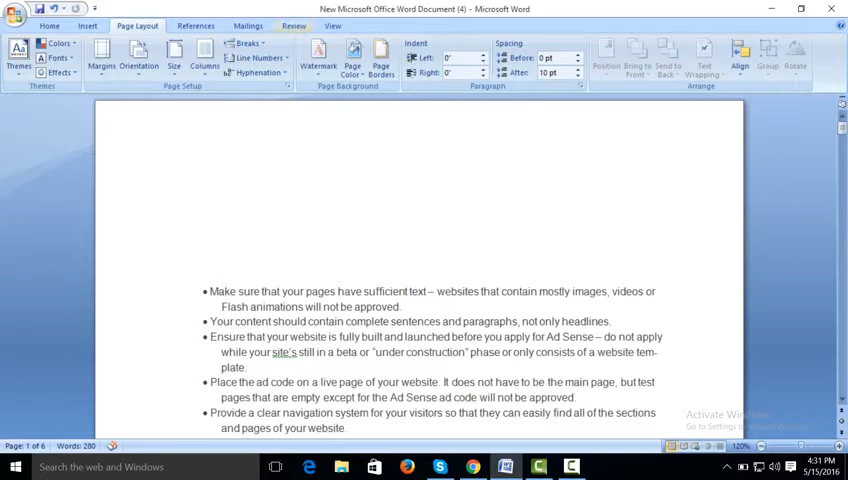 New Microsoft Office Word Document (4) - Microsoft Word
Home Insert Page Layout References Mailings Review View
Colors Breaks Indent Spacing
Aa Fonts Line Numbers Left: 0" Before: 0 pt
Themes Effects Margins Orientation Size Columns Hyphenation Watermark Page Color Page Borders Right: 0" After: 10 pt Position Bring to Front Send to Back Text Wrapping Align Group Rotate
Themes Page Setup Page Background Paragraph Arrange
• Make sure that your pages have sufficient text – websites that contain mostly images, videos or
Flash animations will not be approved.
• Your content should contain complete sentences and paragraphs, not only headlines.
• Ensure that your website is fully built and launched before you apply for Ad Sense – do not apply
while your site's still in a beta or "under construction" phase or only consists of a website tem-
plate.
• Place the ad code on a live page of your website. It does not have to be the main page, but test
pages that are empty except for the Ad Sense ad code will not be approved.
• Provide a clear navigation system for your visitors so that they can easily find all of the sections
and pages of your website.
Activate Windows
Go to Settings to activate Windows.
Page: 1 of 6 Words: 280 120%
Search the web and Windows
4:31 PM
5/15/2016